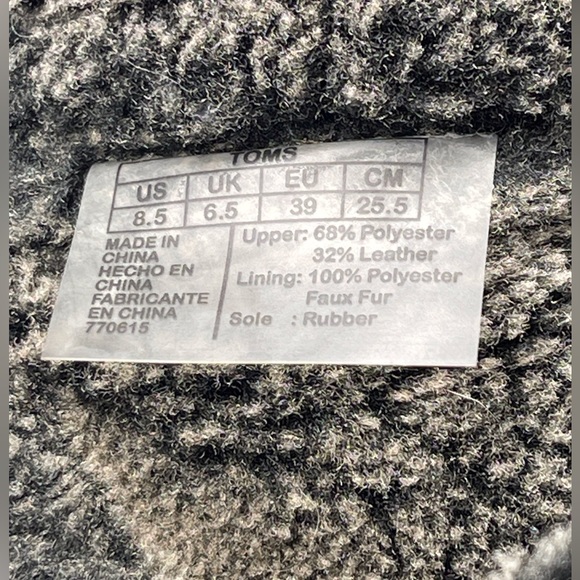 TOMS
US UK EU CM
8.5 6.5 39 25.5
MADE IN
CHINA
HECHO EN
CHINA
FABRICANTE
EN CHINA
770615
Upper: 68% Polyester
32% Leather
Lining: 100% Polyester
Faux Fur
Sole : Rubber